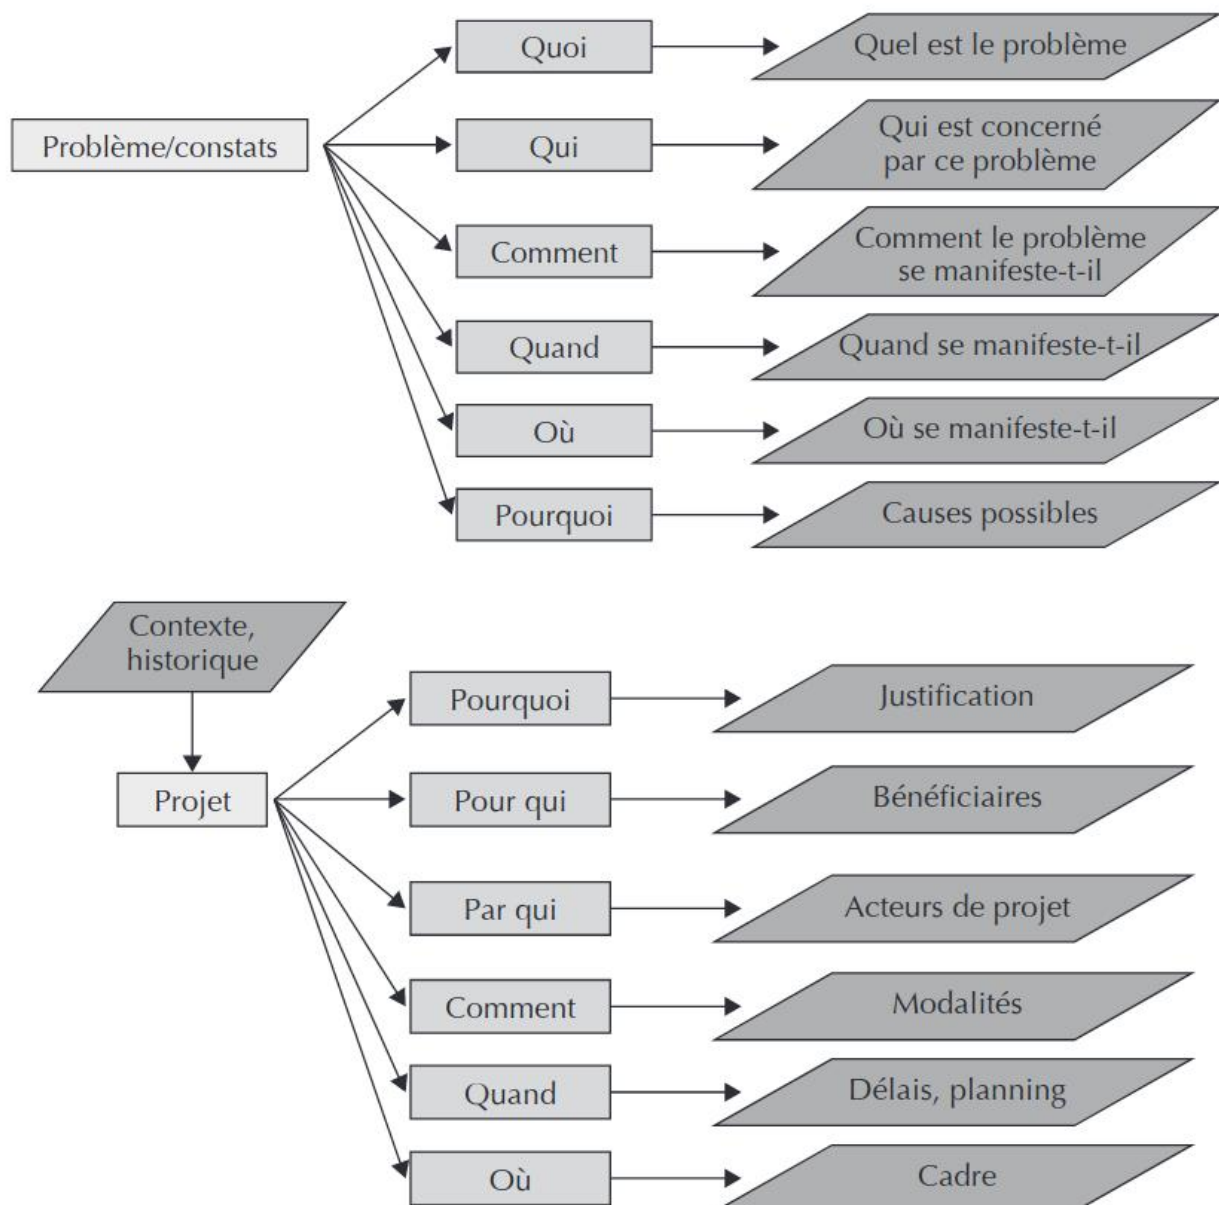 Quoi
Quel est le problème
Problème/constats
Qui
Qui est concerné
par ce problème
Comment
Comment le problème
se manifeste-t-il
Quand
Quand se manifeste-t-il
Où
Où se manifeste-t-il
Pourquoi
Causes possibles
Contexte,
historique
Pourquoi
Justification
Projet
Pour qui
Bénéficiaires
Par qui
Acteurs de projet
Comment
Modalités
Quand
Délais, planning
Où
Cadre